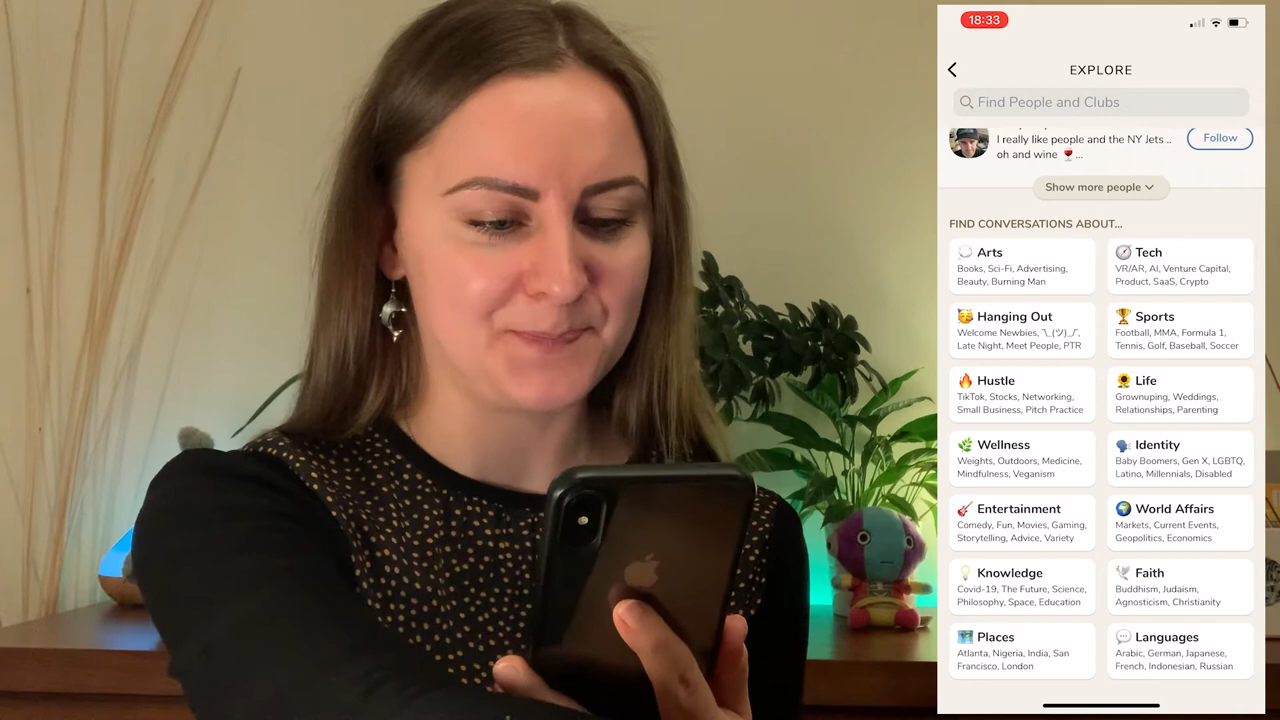 18:33
EXPLORE
Find People and Clubs
I really like people and the NY Jets ..
oh and wine 🍷...
Follow
Show more people
FIND CONVERSATIONS ABOUT...
💭 Arts
Books, Sci-Fi, Advertising,
Beauty, Burning Man
🧭 Tech
VR/AR, AI, Venture Capital,
Product, SaaS, Crypto
🥳 Hanging Out
Welcome Newbies, ¯\_(ツ)_/¯,
Late Night, Meet People, PTR
🏆 Sports
Football, MMA, Formula 1,
Tennis, Golf, Baseball, Soccer
🔥 Hustle
TikTok, Stocks, Networking,
Small Business, Pitch Practice
🌻 Life
Grownuping, Weddings,
Relationships, Parenting
🌿 Wellness
Weights, Outdoors, Medicine,
Mindfulness, Veganism
🗣 Identity
Baby Boomers, Gen X, LGBTQ,
Latino, Millennials, Disabled
🎸 Entertainment
Comedy, Fun, Movies, Gaming,
Storytelling, Advice, Variety
🌍 World Affairs
Markets, Current Events,
Geopolitics, Economics
💡 Knowledge
Covid-19, The Future, Science,
Philosophy, Space, Education
🕊 Faith
Buddhism, Judaism,
Agnosticism, Christianity
🗺 Places
Atlanta, Nigeria, India, San
Francisco, London
💬 Languages
Arabic, German, Japanese,
French, Indonesian, Russian